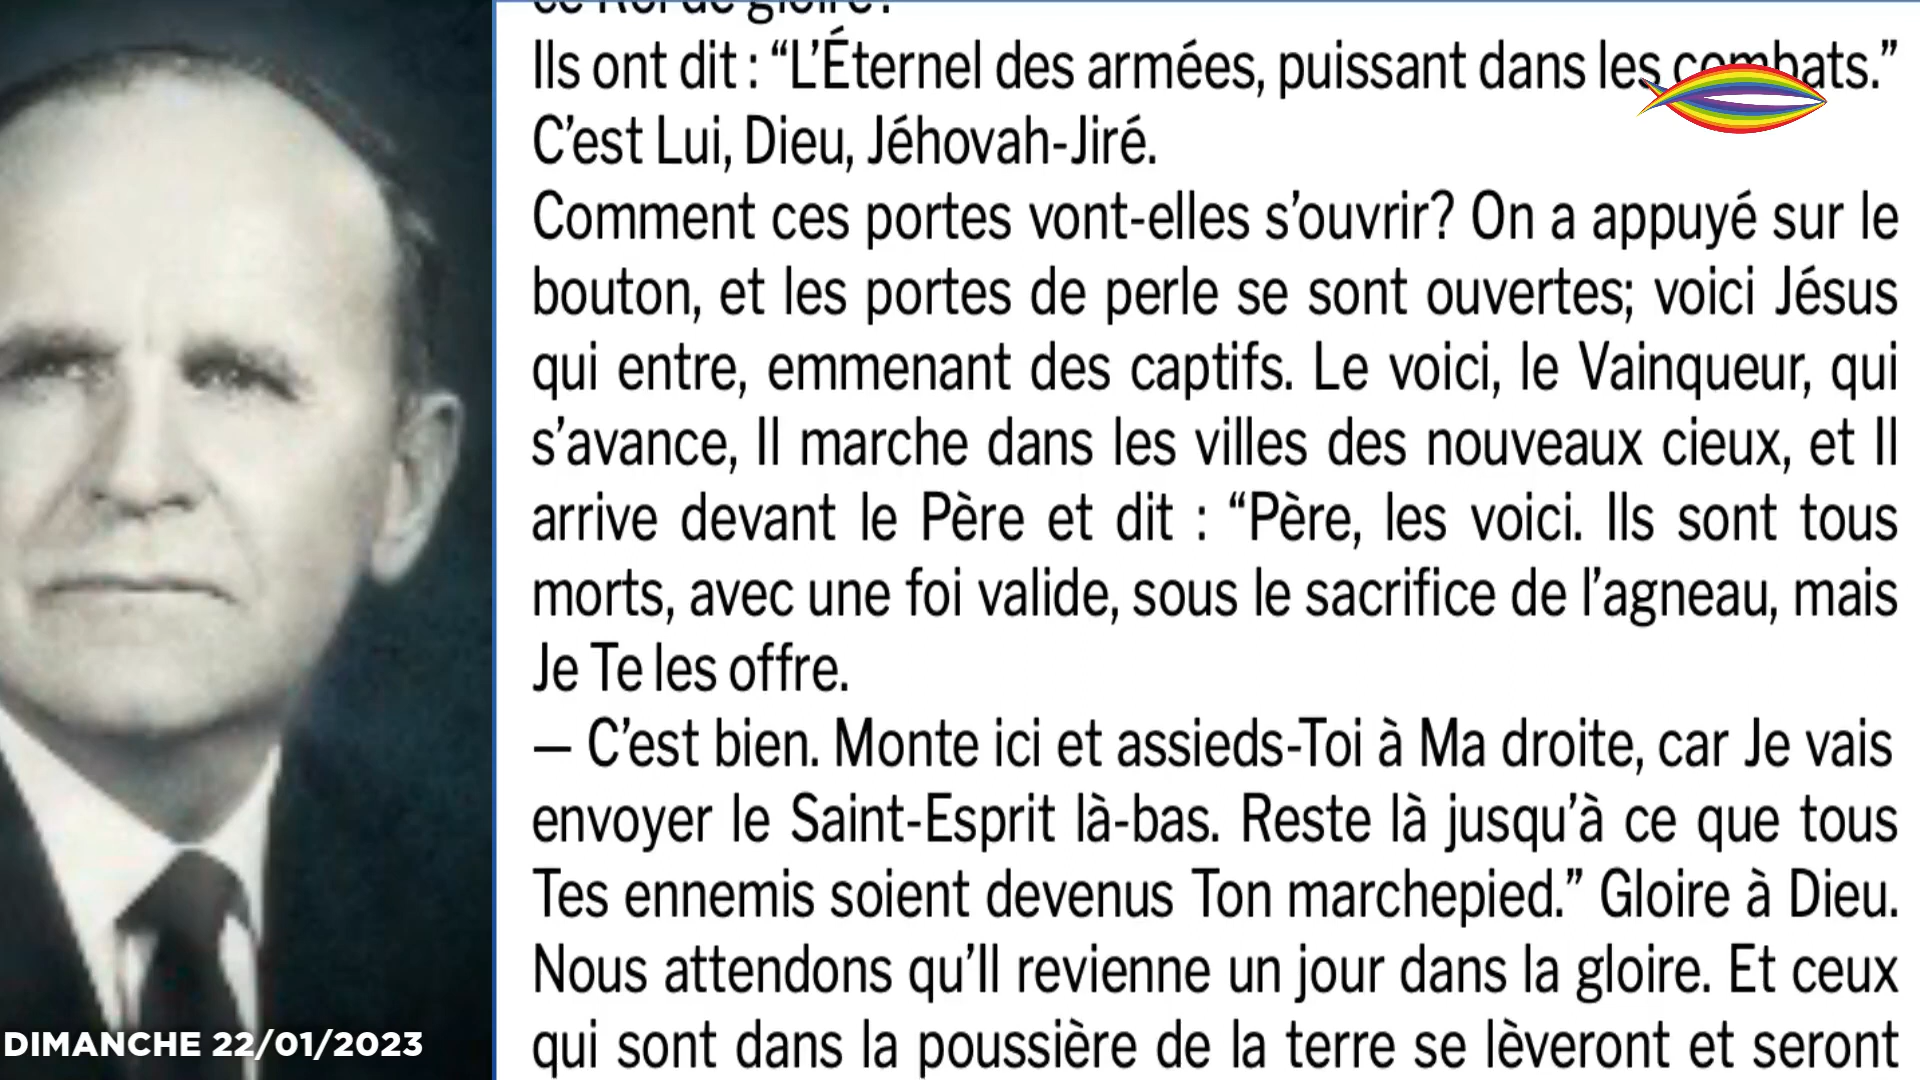 ce Roi de gloire?
Ils ont dit : “L’Éternel des armées, puissant dans les combats.”
C’est Lui, Dieu, Jéhovah-Jiré.
Comment ces portes vont-elles s’ouvrir? On a appuyé sur le
bouton, et les portes de perle se sont ouvertes; voici Jésus
qui entre, emmenant des captifs. Le voici, le Vainqueur, qui
s’avance, Il marche dans les villes des nouveaux cieux, et Il
arrive devant le Père et dit : “Père, les voici. Ils sont tous
morts, avec une foi valide, sous le sacrifice de l’agneau, mais
Je Te les offre.
— C’est bien. Monte ici et assieds-Toi à Ma droite, car Je vais
envoyer le Saint-Esprit là-bas. Reste là jusqu’à ce que tous
Tes ennemis soient devenus Ton marchepied.” Gloire à Dieu.
Nous attendons qu’Il revienne un jour dans la gloire. Et ceux
qui sont dans la poussière de la terre se lèveront et seront
DIMANCHE 22/01/2023